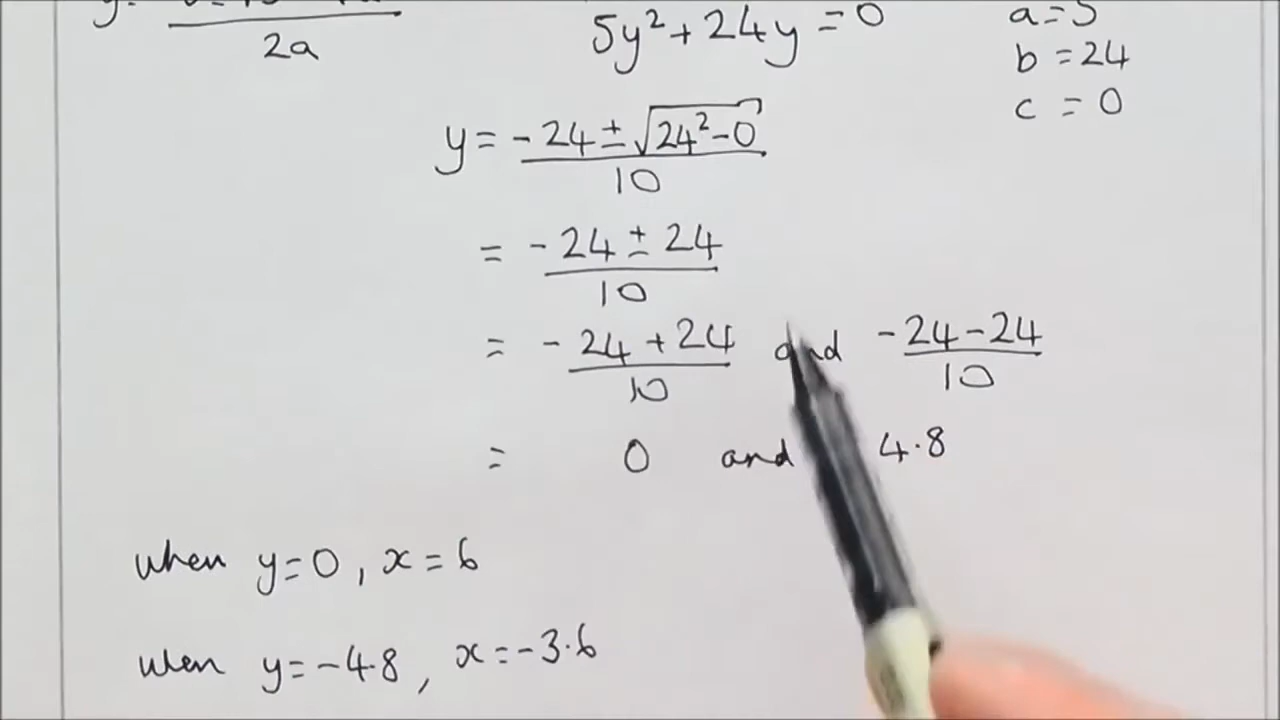 y=
2a
5y²+24y=0
a=5
b=24
c=0
y=-24±√24²-0
10
=-24±24
10
=-24+24 and -24-24
10 10
= 0 and 4.8
when y=0, x=6
when y=-4.8, x=-3.6